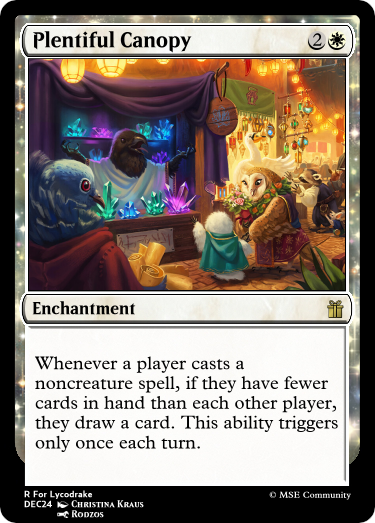 Plentiful Canopy 2
Enchantment
Whenever a player casts a
noncreature spell, if they have fewer
cards in hand than each other player,
they draw a card. This ability triggers
only once each turn.
R For Lycodrake
DEC24 Christina Kraus © MSE Community
Rodzos